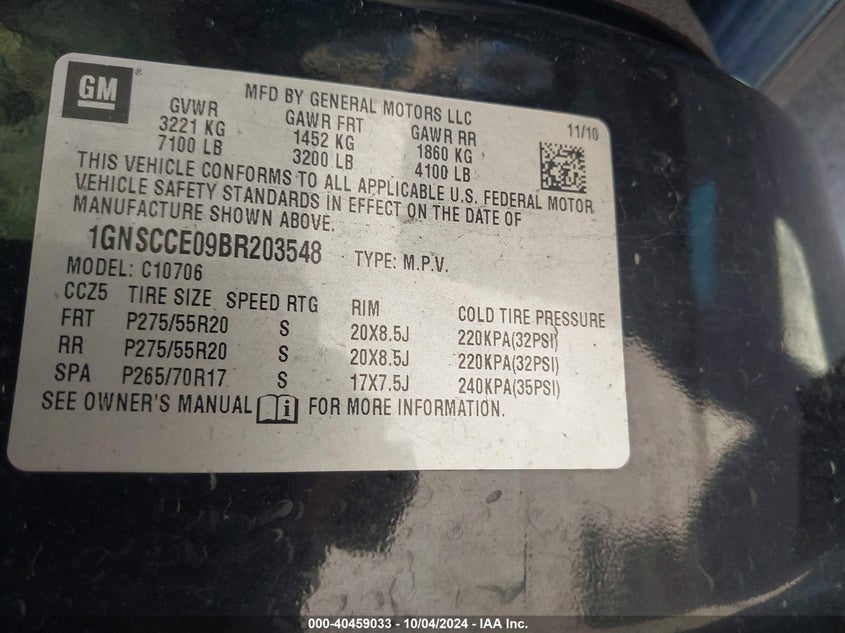 GM
MFD BY GENERAL MOTORS LLC
GVWR GAWR FRT GAWR RR 11/10
3221 KG 1452 KG 1860 KG
7100 LB 3200 LB 4100 LB
THIS VEHICLE CONFORMS TO ALL APPLICABLE U.S. FEDERAL MOTOR
VEHICLE SAFETY STANDARDS IN EFFECT ON THE DATE OF
MANUFACTURE SHOWN ABOVE.
1GNSCCE09BR203548 TYPE: M.P.V.
MODEL: C10706
CCZ5 TIRE SIZE SPEED RTG RIM COLD TIRE PRESSURE
FRT P275/55R20 S 20X8.5J 220KPA(32PSI)
RR P275/55R20 S 20X8.5J 220KPA(32PSI)
SPA P265/70R17 S 17X7.5J 240KPA(35PSI)
SEE OWNER'S MANUAL i FOR MORE INFORMATION.
000-40459033 - 10/04/2024 - IAA Inc.